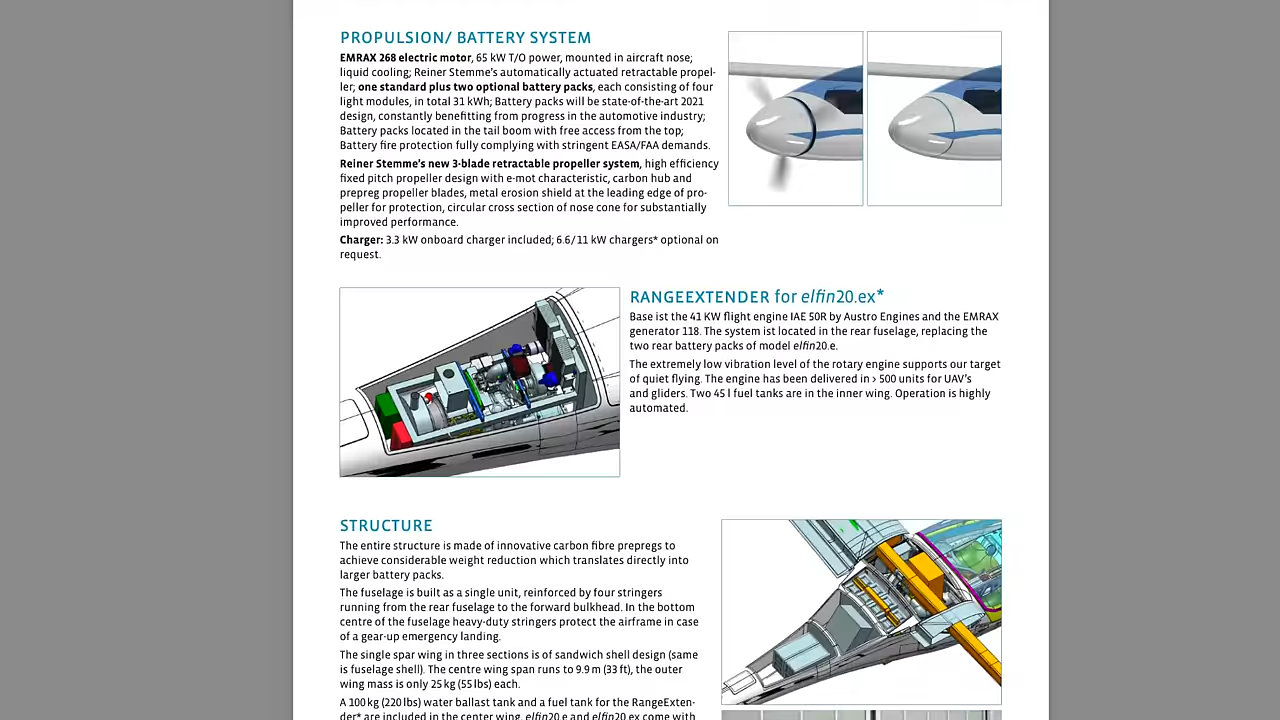 PROPULSION/ BATTERY SYSTEM
EMRAX 268 electric motor, 65 kW T/O power, mounted in aircraft nose;
liquid cooling; Reiner Stemme's automatically actuated retractable propel-
ler; one standard plus two optional battery packs, each consisting of four
light modules, in total 31 kWh; Battery packs will be state-of-the-art 2021
design, constantly benefitting from progress in the automotive industry;
Battery packs located in the tail boom with free access from the top;
Battery fire protection fully complying with stringent EASA/FAA demands.
Reiner Stemme's new 3-blade retractable propeller system, high efficiency
fixed pitch propeller design with e-mot characteristic, carbon hub and
prepreg propeller blades, metal erosion shield at the leading edge of pro-
peller for protection, circular cross section of nose cone for substantially
improved performance.
Charger: 3.3 kW onboard charger included; 6.6/11 kW chargers* optional on
request.
RANGEEXTENDER for elfin20.ex*
Base ist the 41 KW flight engine IAE 50R by Austro Engines and the EMRAX
generator 118. The system ist located in the rear fuselage, replacing the
two rear battery packs of model elfin20.e.
The extremely low vibration level of the rotary engine supports our target
of quiet flying. The engine has been delivered in > 500 units for UAV's
and gliders. Two 45 l fuel tanks are in the inner wing. Operation is highly
automated.
STRUCTURE
The entire structure is made of innovative carbon fibre prepregs to
achieve considerable weight reduction which translates directly into
larger battery packs.
The fuselage is built as a single unit, reinforced by four stringers
running from the rear fuselage to the forward bulkhead. In the bottom
centre of the fuselage heavy-duty stringers protect the airframe in case
of a gear-up emergency landing.
The single spar wing in three sections is of sandwich shell design (same
is fuselage shell). The centre wing span runs to 9.9 m (33 ft), the outer
wing mass is only 25 kg (55 lbs) each.
A 100 kg (220 lbs) water ballast tank and a fuel tank for the RangeExten-
der* are included in the center wing. elfin20.e and elfin20.ex come with